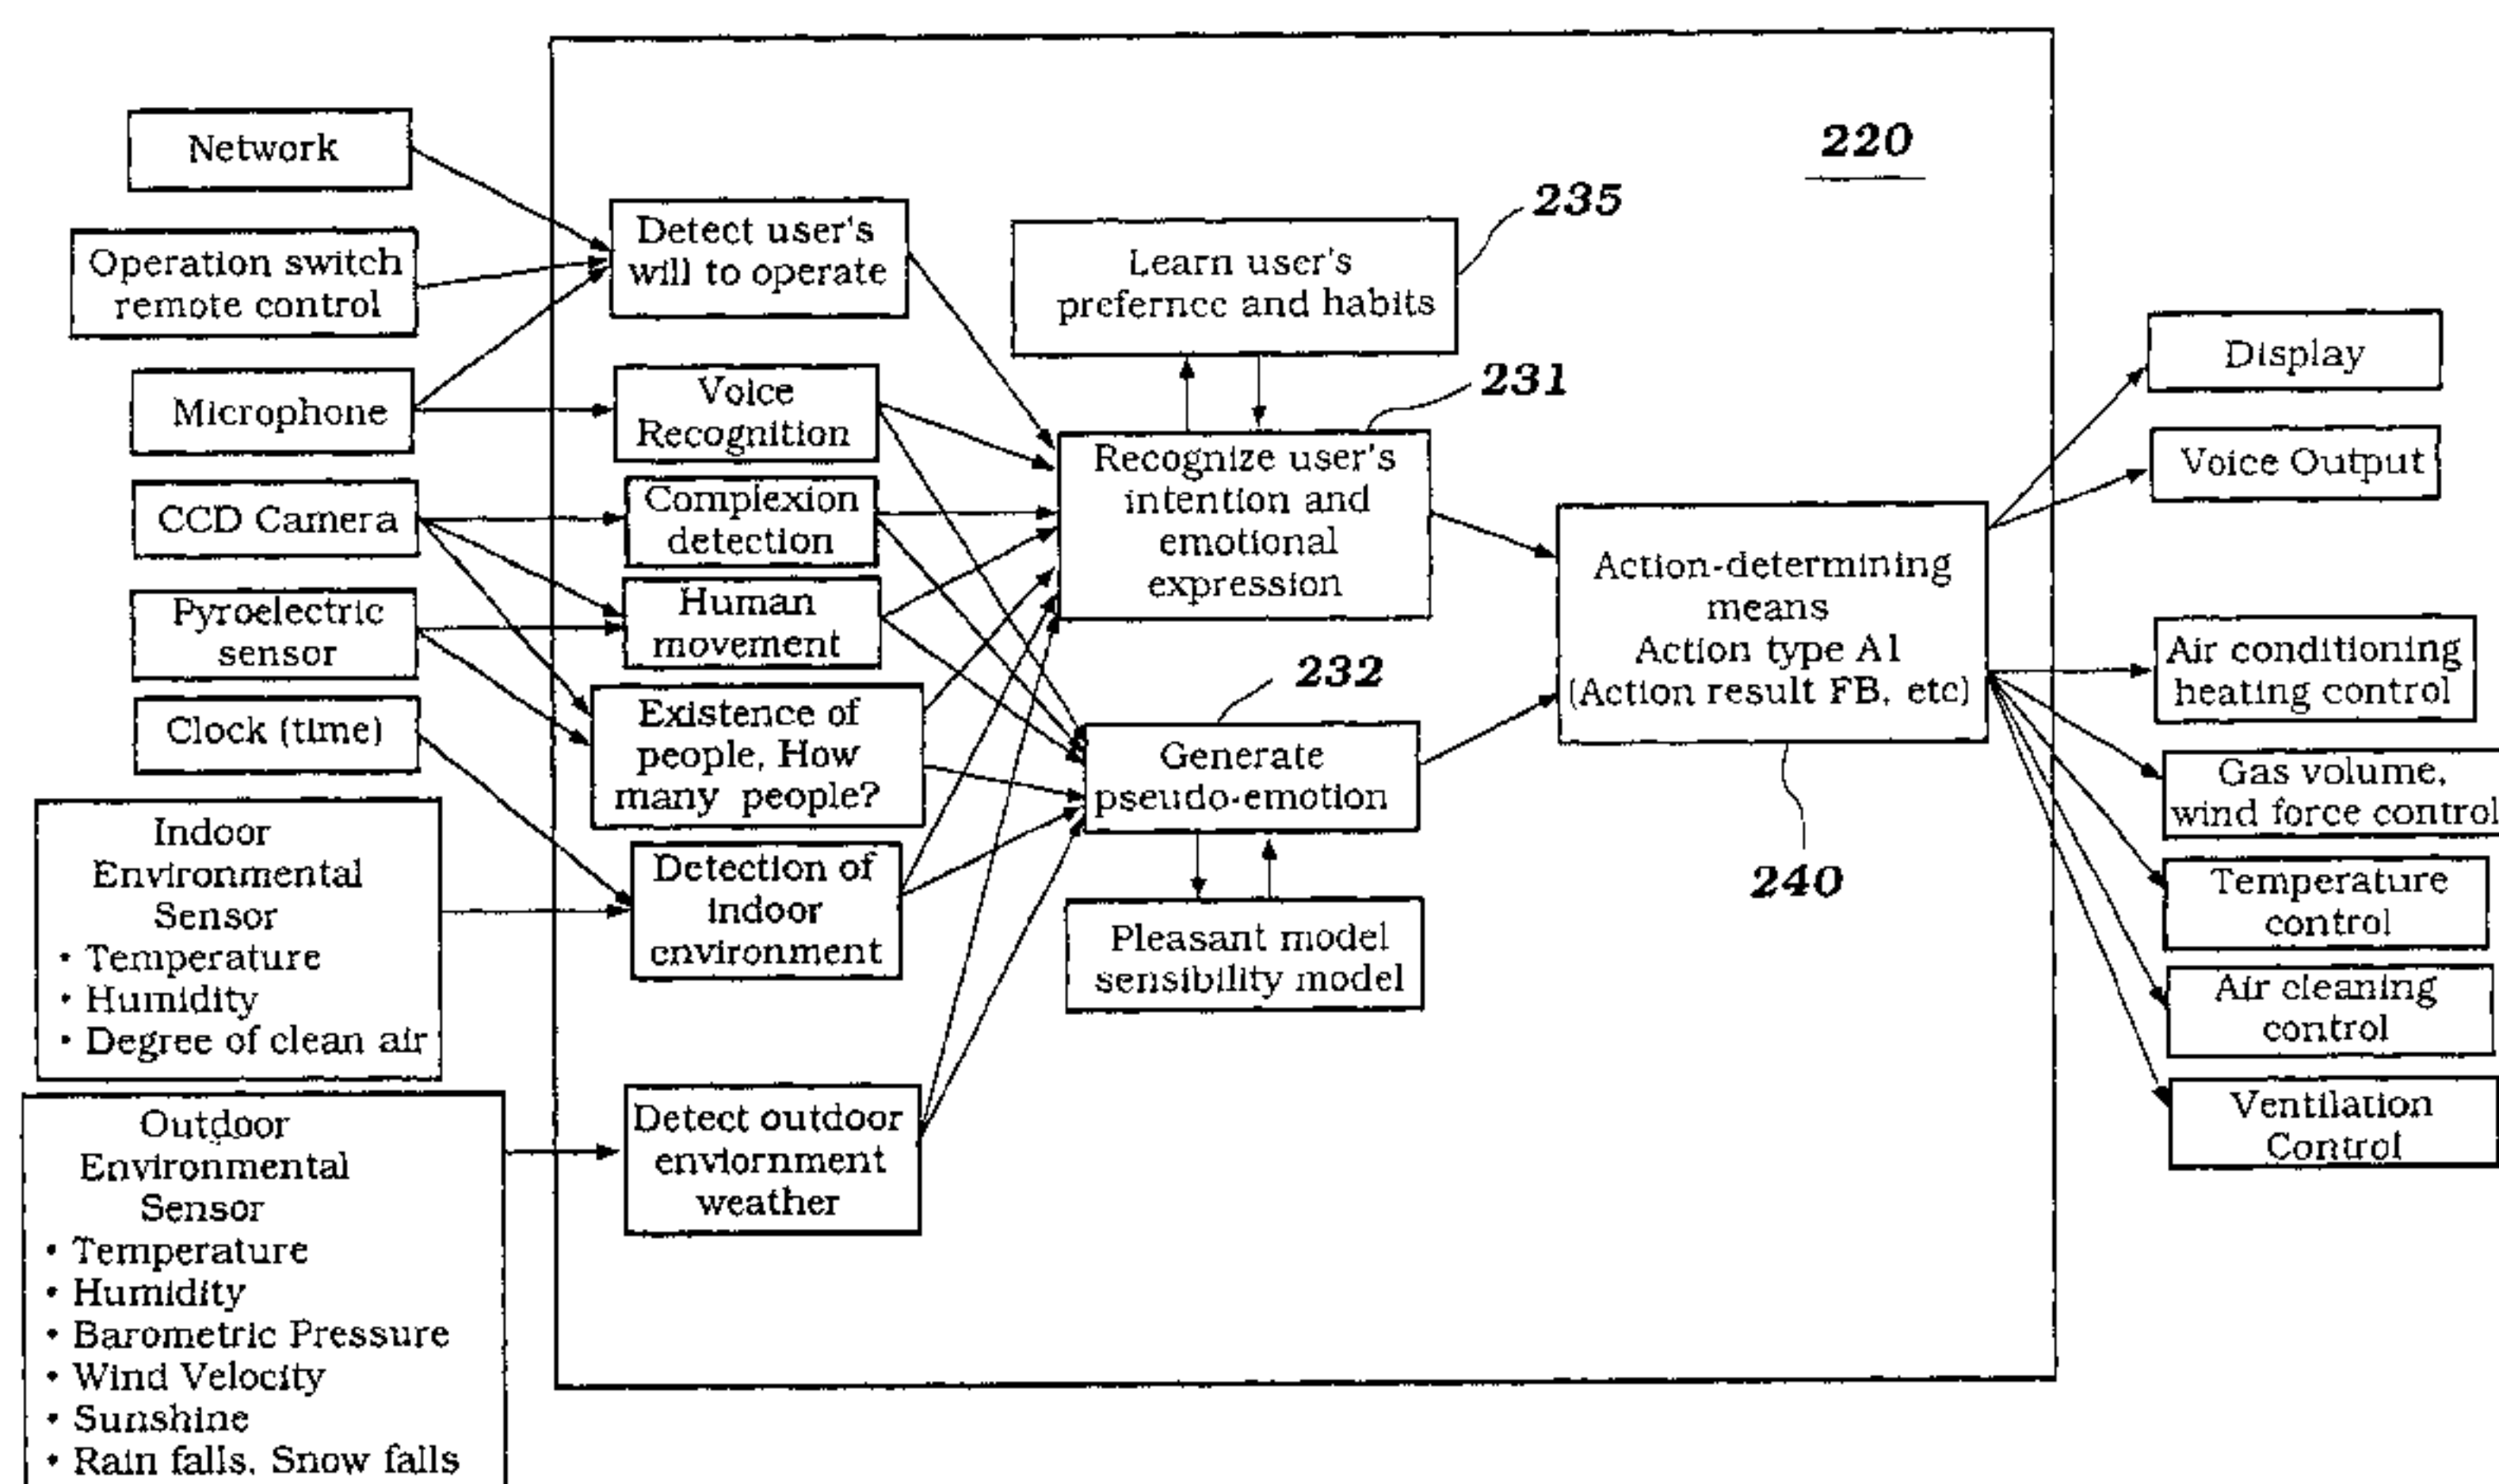 Network
Operation switch
remote control
Microphone
CCD Camera
Pyroelectric
sensor
Clock (time)
Indoor
Environmental
Sensor
• Temperature
• Humidity
• Degree of clean air
Outdoor
Environmental
Sensor
• Temperature
• Humidity
• Barometric Pressure
• Wind Velocity
• Sunshine
• Rain falls, Snow falls
220
Detect user's
will to operate
Voice
Recognition
Complexion
detection
Human
movement
Existence of
people, How
many people?
Detection of
indoor
environment
Detect outdoor
enviornment
weather
235
Learn user's
prefernce and habits
231
Recognize user's
intention and
emotional
expression
232
Generate
pseudo-emotion
Pleasant model
sensibility model
Action-determining
means
Action type A1
(Action result FB, etc)
240
Display
Voice Output
Air conditioning
heating control
Gas volume,
wind force control
Temperature
control
Air cleaning
control
Ventilation
Control